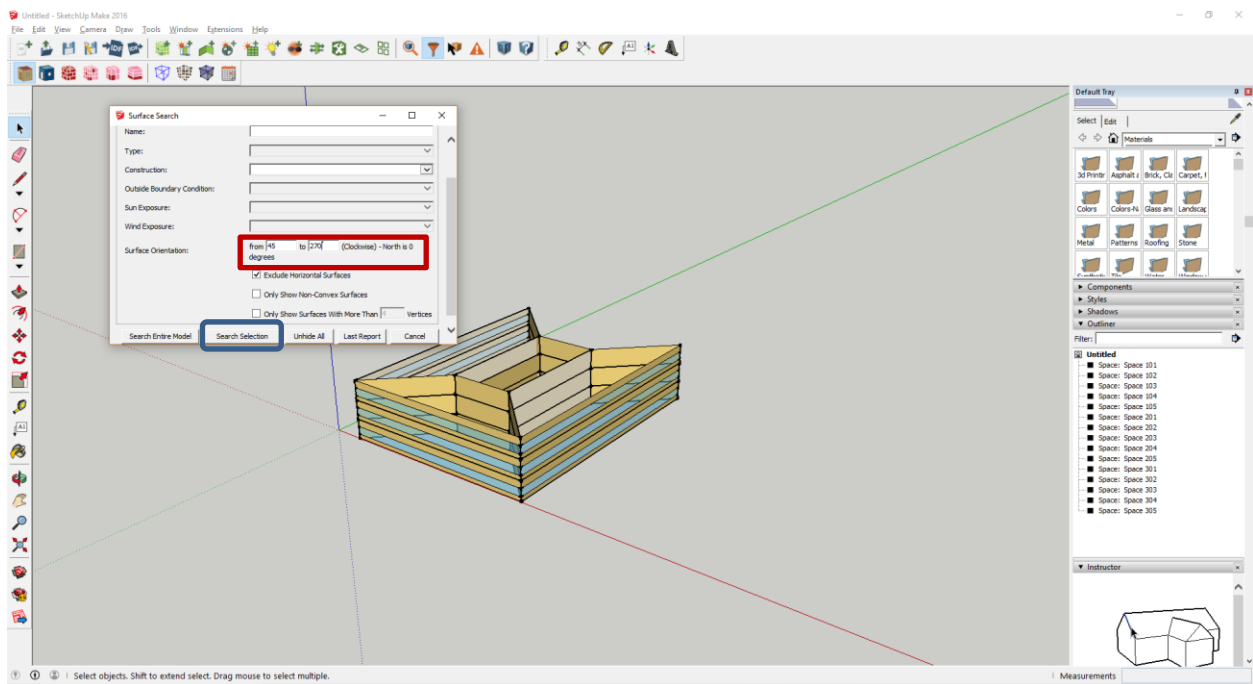 Untitled - SketchUp Make 2016
File Edit View Camera Draw Tools Window Extensions Help
Default Tray
Surface Search
Name:
Type:
Construction:
Outside Boundary Condition:
Sun Exposure:
Wind Exposure:
Surface Orientation:
from 45 to 270 (Clockwise) - North is 0
degrees
Exclude Horizontal Surfaces
Only Show Non-Convex Surfaces
Only Show Surfaces With More Than 4 Vertices
Search Entire Model Search Selection Unhide All Last Report Cancel
Select Edit
Materials
3d Printir Asphalt a Brick, Cla Carpet, f
Colors Colors-Na Glass and Landscap
Metal Patterns Roofing Stone
Components
Styles
Shadows
Outliner
Filter:
Untitled
Space: Space 101
Space: Space 102
Space: Space 103
Space: Space 104
Space: Space 105
Space: Space 201
Space: Space 202
Space: Space 203
Space: Space 204
Space: Space 205
Space: Space 301
Space: Space 302
Space: Space 303
Space: Space 304
Space: Space 305
Instructor
Select objects. Shift to extend select. Drag mouse to select multiple.
Measurements